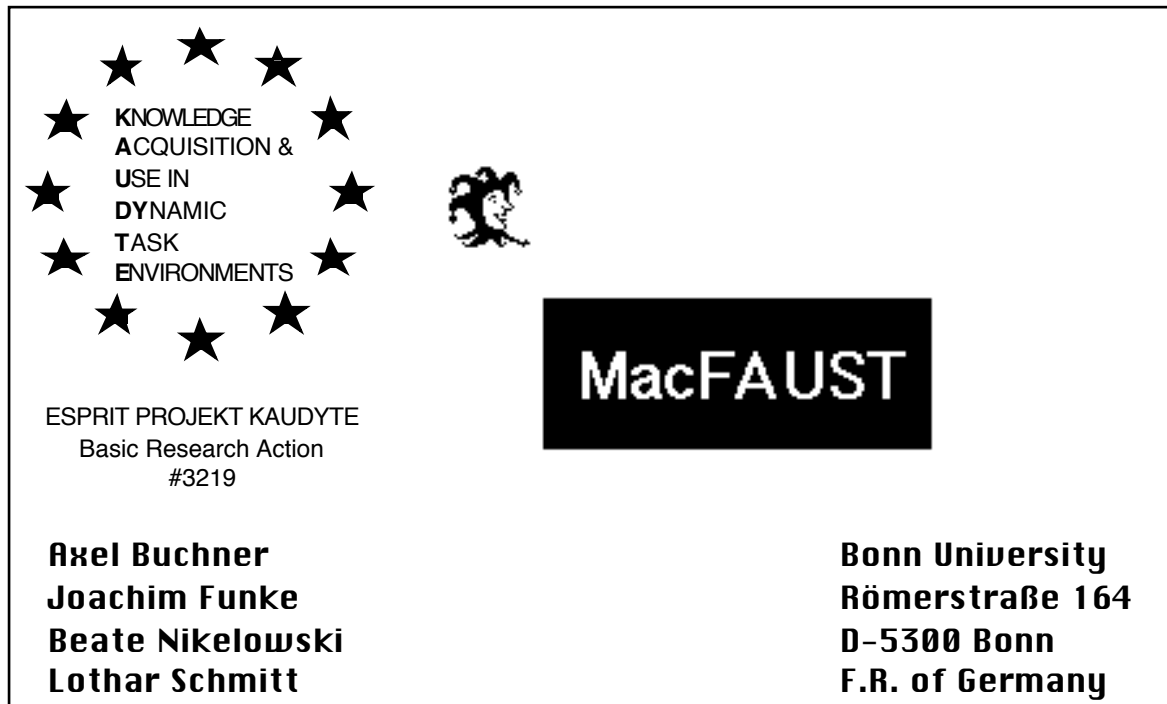 KNOWLEDGE
ACQUISITION &
USE IN
DYNAMIC
TASK
ENVIRONMENTS
MacFAUST
ESPRIT PROJEKT KAUDYTE
Basic Research Action
#3219
Axel Buchner
Joachim Funke
Beate Nikelowski
Lothar Schmitt
Bonn University
Römerstraße 164
D-5300 Bonn
F.R. of Germany